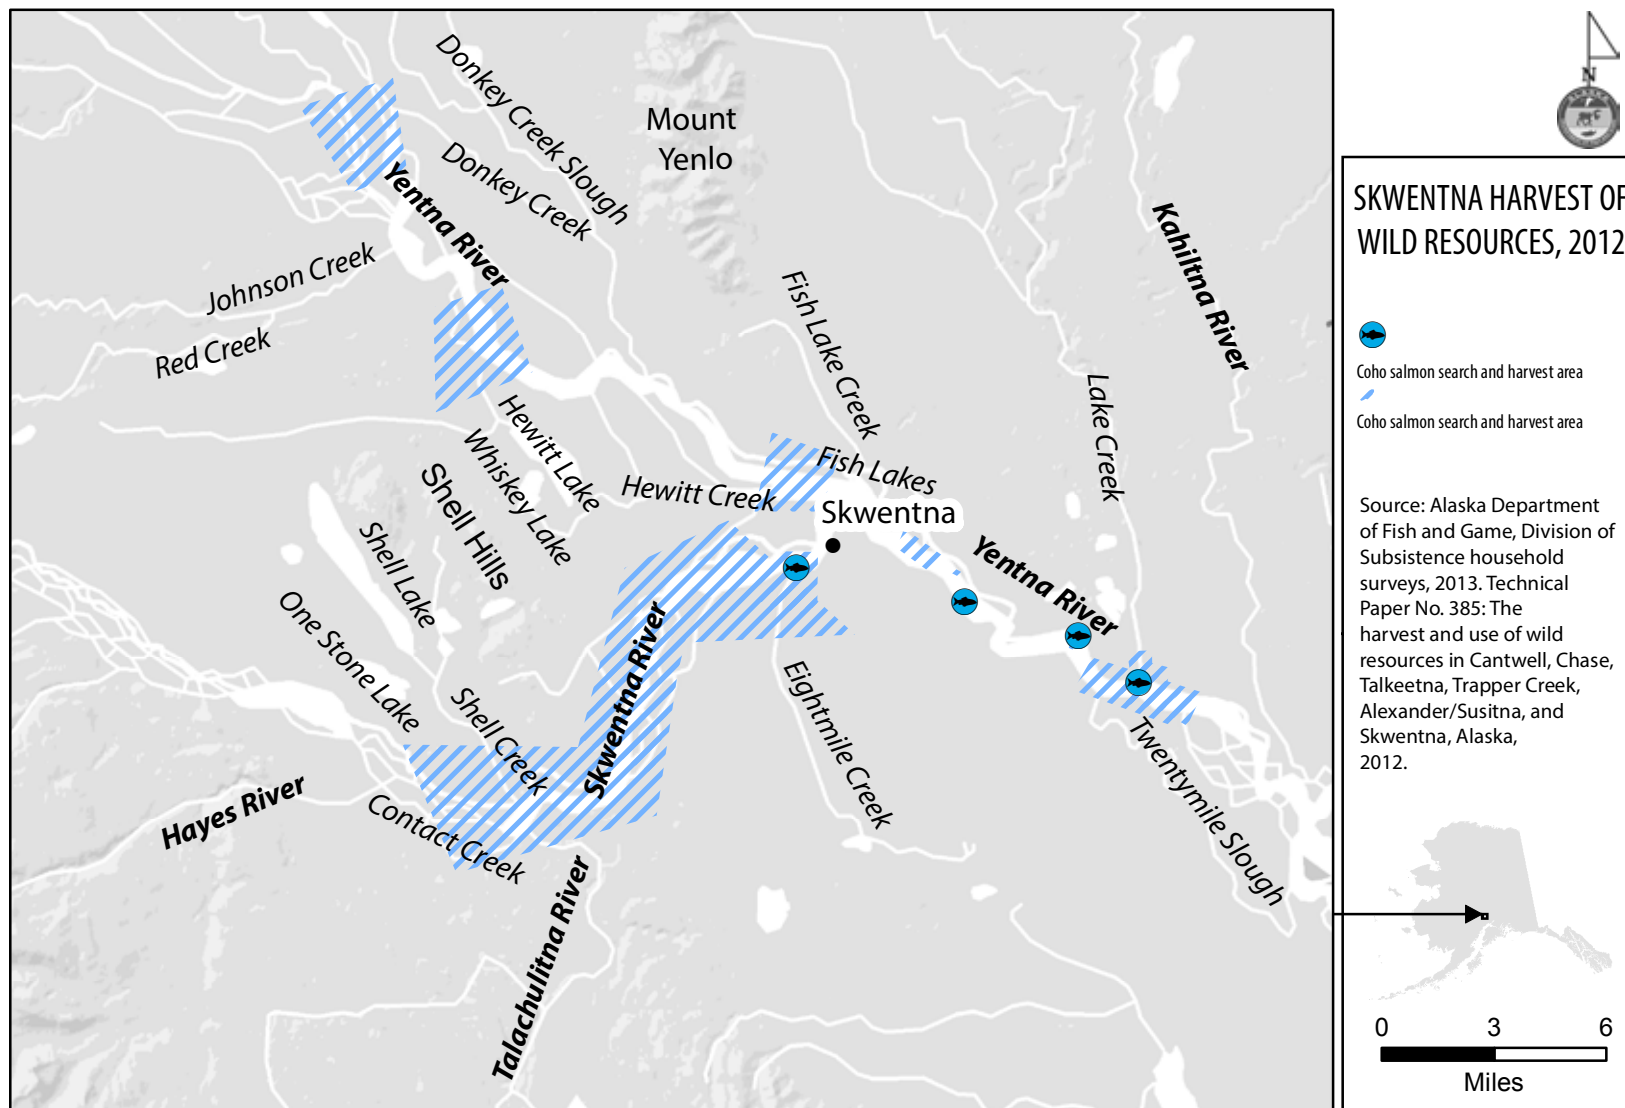 Donkey Creek Slough
Donkey Creek
Mount
Yenlo
Yentna River
Kahiltna River
Johnson Creek
Red Creek
Fish Lake Creek
Lake Creek
Hewitt Lake
Whiskey Lake
Shell Hills
Hewitt Creek
Fish Lakes
Skwentna
Shell Lake
One Stone Lake
Shell Creek
Skwentna River
Yentna River
Eightmile Creek
Twentymile Slough
Hayes River
Contact Creek
Talachulitna River
N
ALASKA
SKWENTNA HARVEST OF
WILD RESOURCES, 2012
Coho salmon search and harvest area
Coho salmon search and harvest area
Source: Alaska Department
of Fish and Game, Division of
Subsistence household
surveys, 2013. Technical
Paper No. 385: The
harvest and use of wild
resources in Cantwell, Chase,
Talkeetna, Trapper Creek,
Alexander/Susitna, and
Skwentna, Alaska,
2012.
0 3 6
Miles